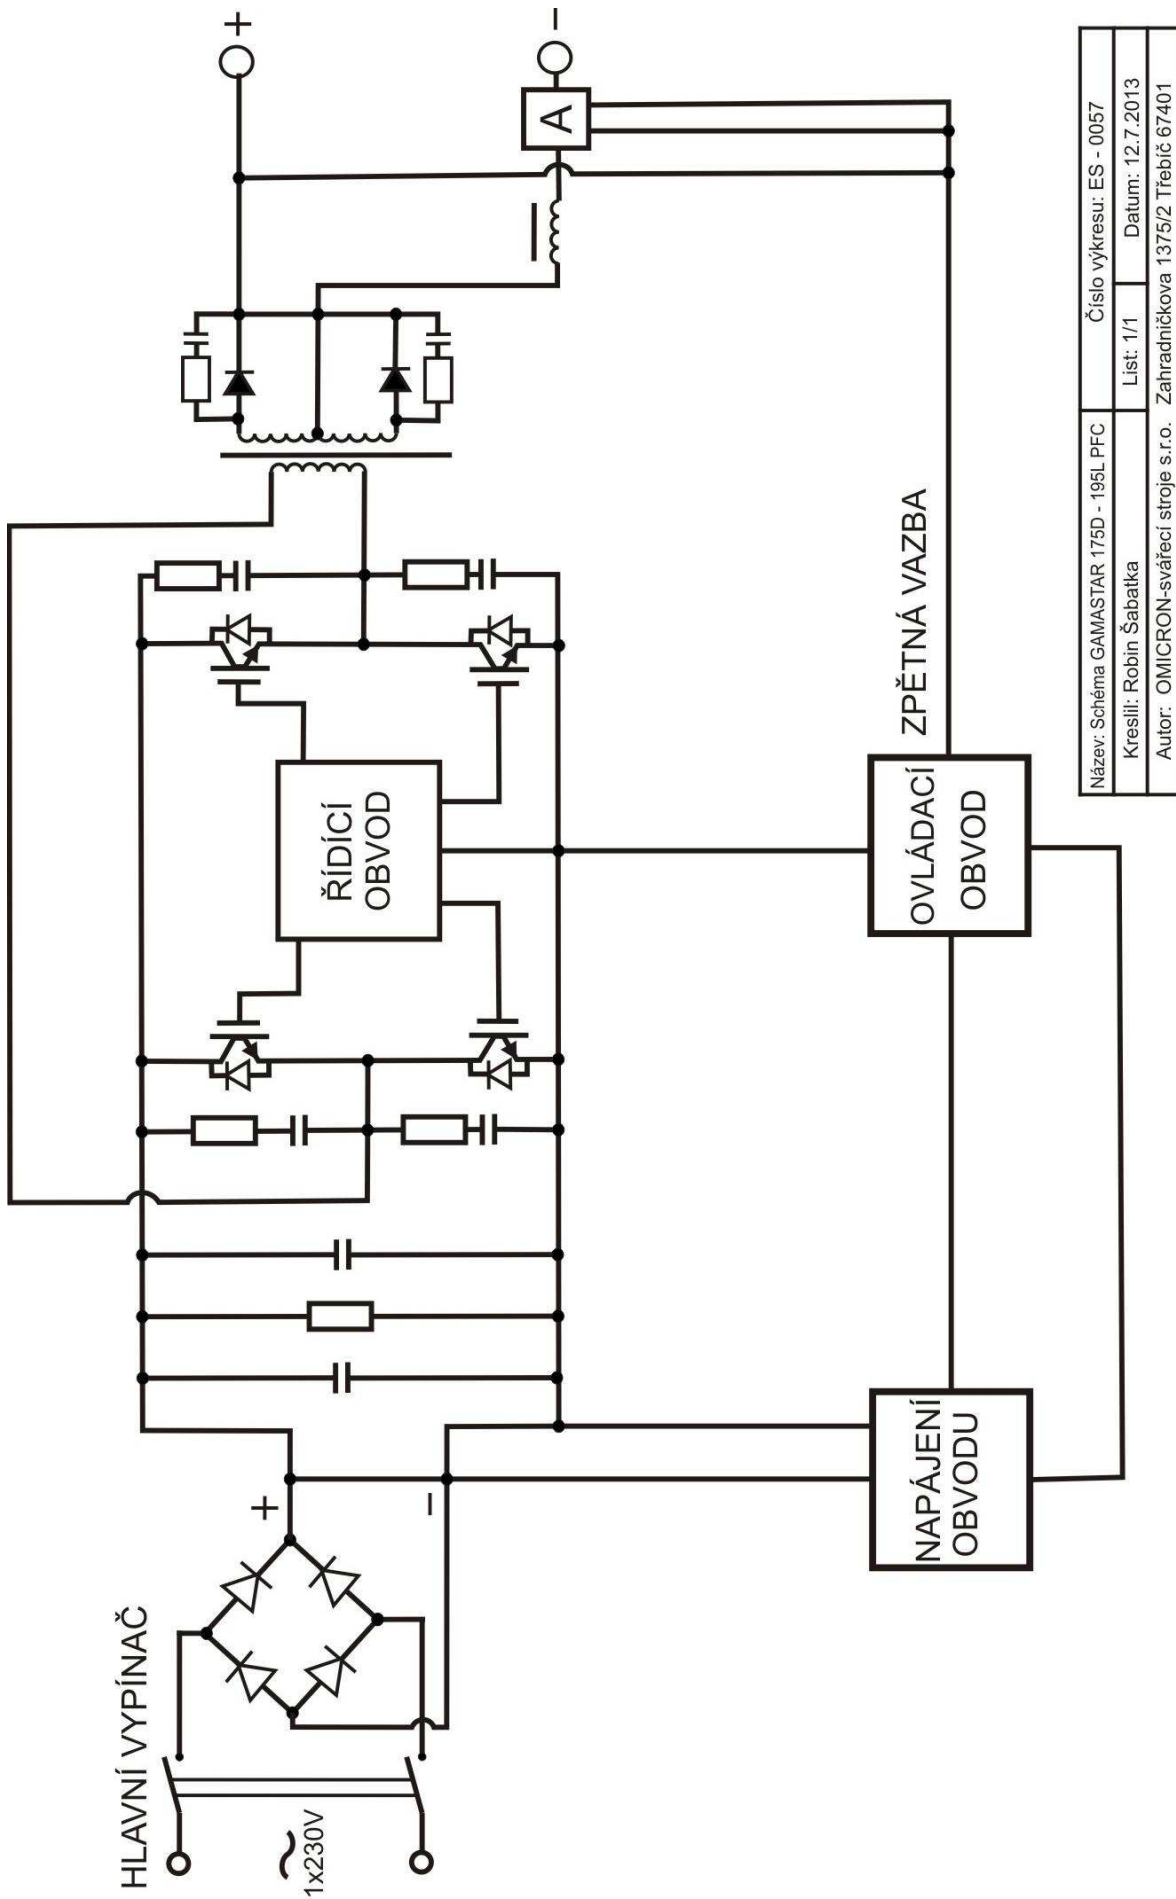 HLAVNÍ VYPÍNAČ
1x230V
+
−
ŘÍDÍCÍ
OBVOD
+
−
A
NAPÁJENÍ
OBVODU
OVLÁDACÍ
OBVOD
ZPĚTNÁ VAZBA
Název: Schéma GAMASTAR 175D - 195L PFC Číslo výkresu: ES - 0057
Kreslil: Robin Šabatka List: 1/1 Datum: 12.7.2013
Autor: OMICRON-svářecí stroje s.r.o. Zahradníčkova 1375/2 Třebíč 67401